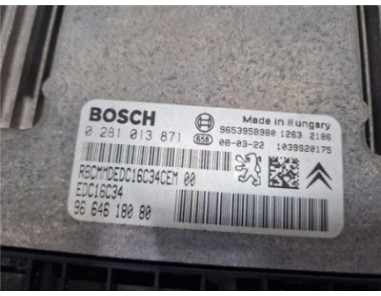 BOSCH
Made in Hungary
9653958980 1263 2186
0 281 013 871
658 08-03-22 1039S20175
RBCMMDEDC16C34CEM 00
EDC16C34
96 646 180 80